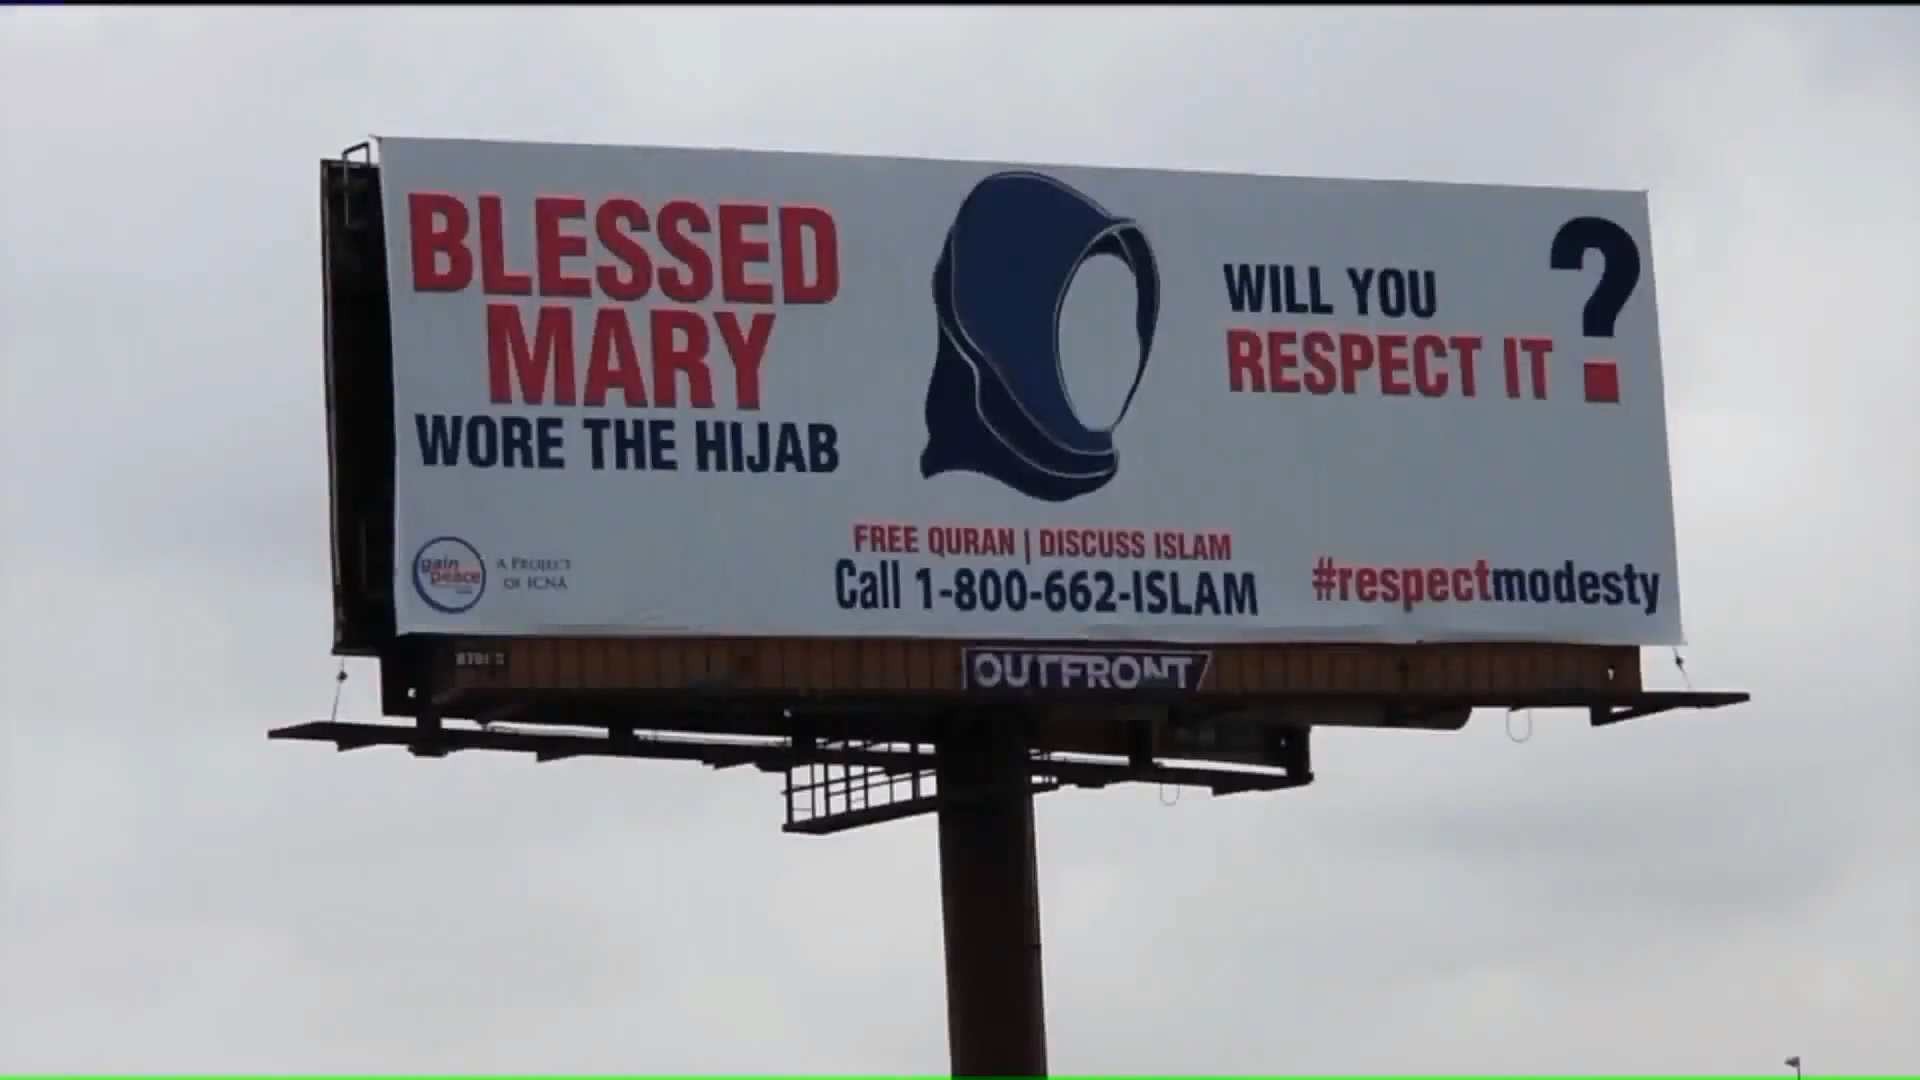 BLESSED
MARY
WORE THE HIJAB
WILL YOU
RESPECT IT ?
gain
peace
A PROJECT
OF ICNA
FREE QURAN | DISCUSS ISLAM
Call 1-800-662-ISLAM
#respectmodesty
OUTFRONT